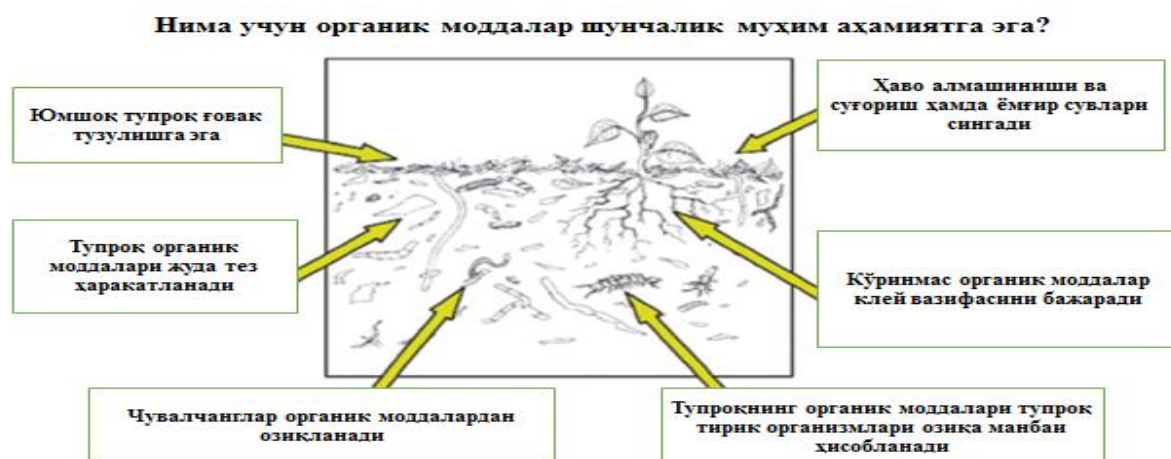 Нима учун органик моддалар шунчалик муҳим аҳамиятга эга?
Юмшоқ тупроқ ғовак
тузулишга эга
Ҳаво алмашиниши ва
суғориш ҳамда ёмғир сувлари
сингади
Тупроқ органик
моддалари жуда тез
ҳаракатланади
Кўринмас органик моддалар
клей вазифасини бажаради
Чувалчанглар органик моддалардан
озиқланади
Тупроқнинг органик моддалари тупроқ
тирик организмлари озиқа манбаи
ҳисобланади